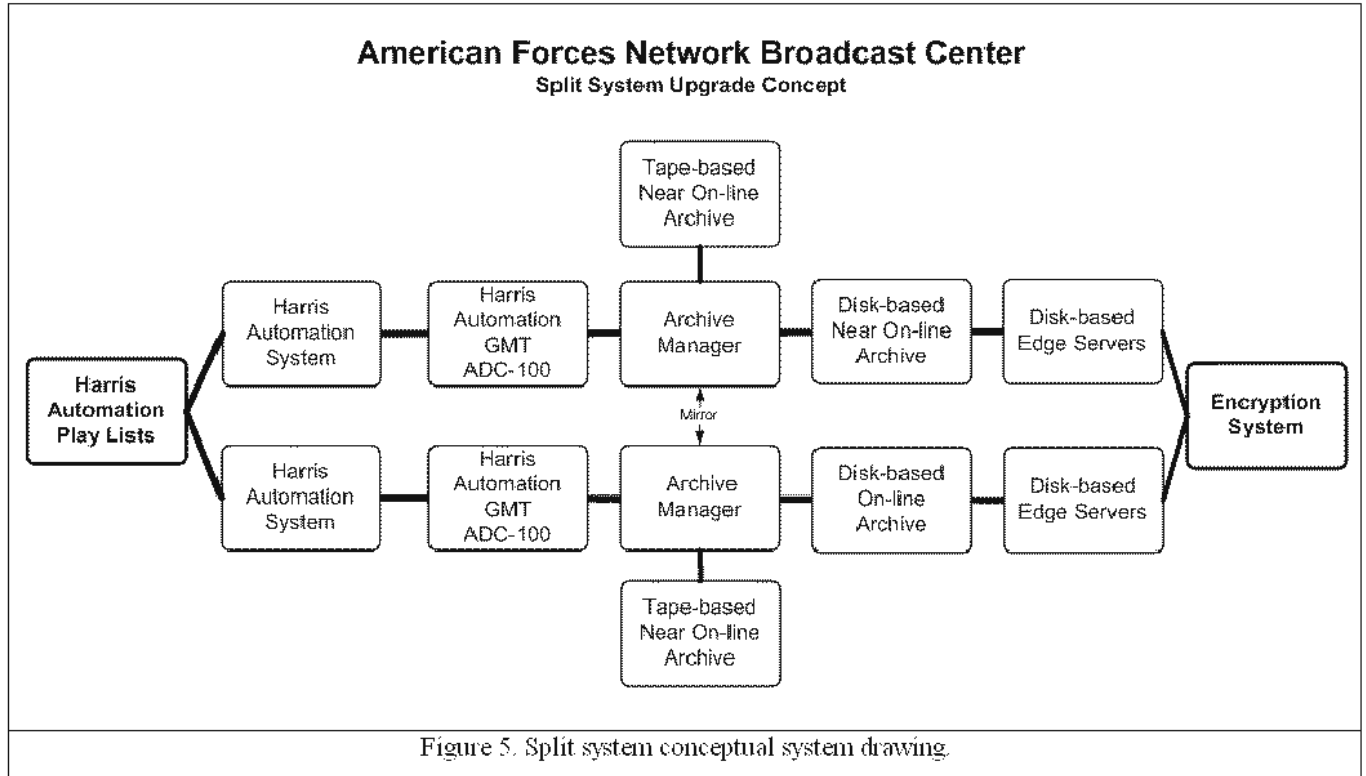 American Forces Network Broadcast Center
Split System Upgrade Concept
Tape-based
Near On-line
Archive
Harris
Automation
System
Harris
Automation
GMT
ADC-100
Archive
Manager
Disk-based
Near On-line
Archive
Disk-based
Edge Servers
Harris
Automation
Play Lists
Mirror
Encryption
System
Harris
Automation
System
Harris
Automation
GMT
ADC-100
Archive
Manager
Disk-based
On-line
Archive
Disk-based
Edge Servers
Tape-based
Near On-line
Archive
Figure 5. Split system conceptual system drawing.